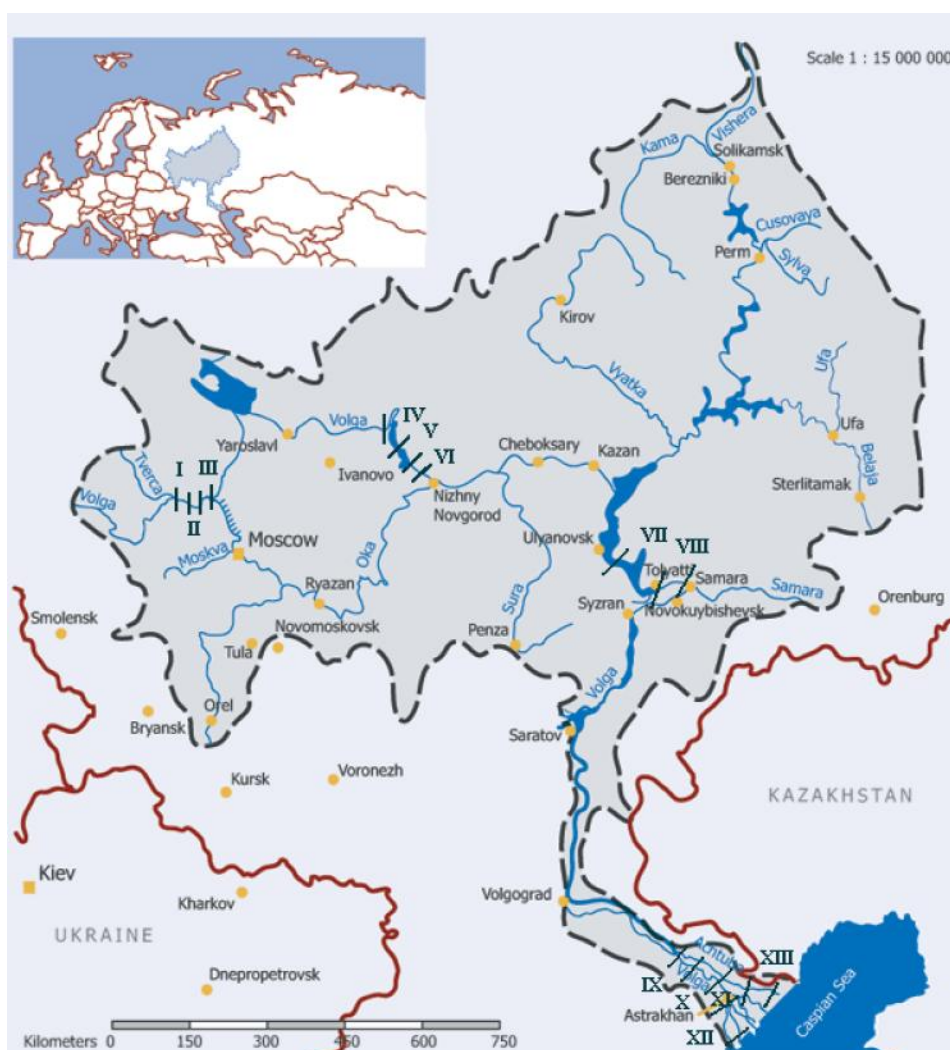 Scale 1 : 15 000 000
Kama
Vishera
Solikamsk
Berezniki
Cusovaya
Perm
Sylva
Kirov
Vyatka
Ufa
Ufa
Belaja
Sterlitamak
Yaroslavl
Volga
IV
V
VI
Ivanovo
Cheboksary
Kazan
Nizhny
Novgorod
Tverca
I
III
II
Volga
Moscow
Moskva
Oka
Ryazan
Novomoskovsk
Tula
Sura
Penza
Ulyanovsk
VII
VIII
Tolyatti
Samara
Samara
Syzran
Novokuybishevsk
Orenburg
Smolensk
Orel
Bryansk
Volga
Saratov
Kursk
Voronezh
KAZAKHSTAN
Kiev
Kharkov
Volgograd
UKRAINE
Dnepropetrovsk
Achtuba
XIII
IX
Volga
X
XI
Astrakhan
XII
Caspian Sea
Kilometers
0
150
300
450
600
750